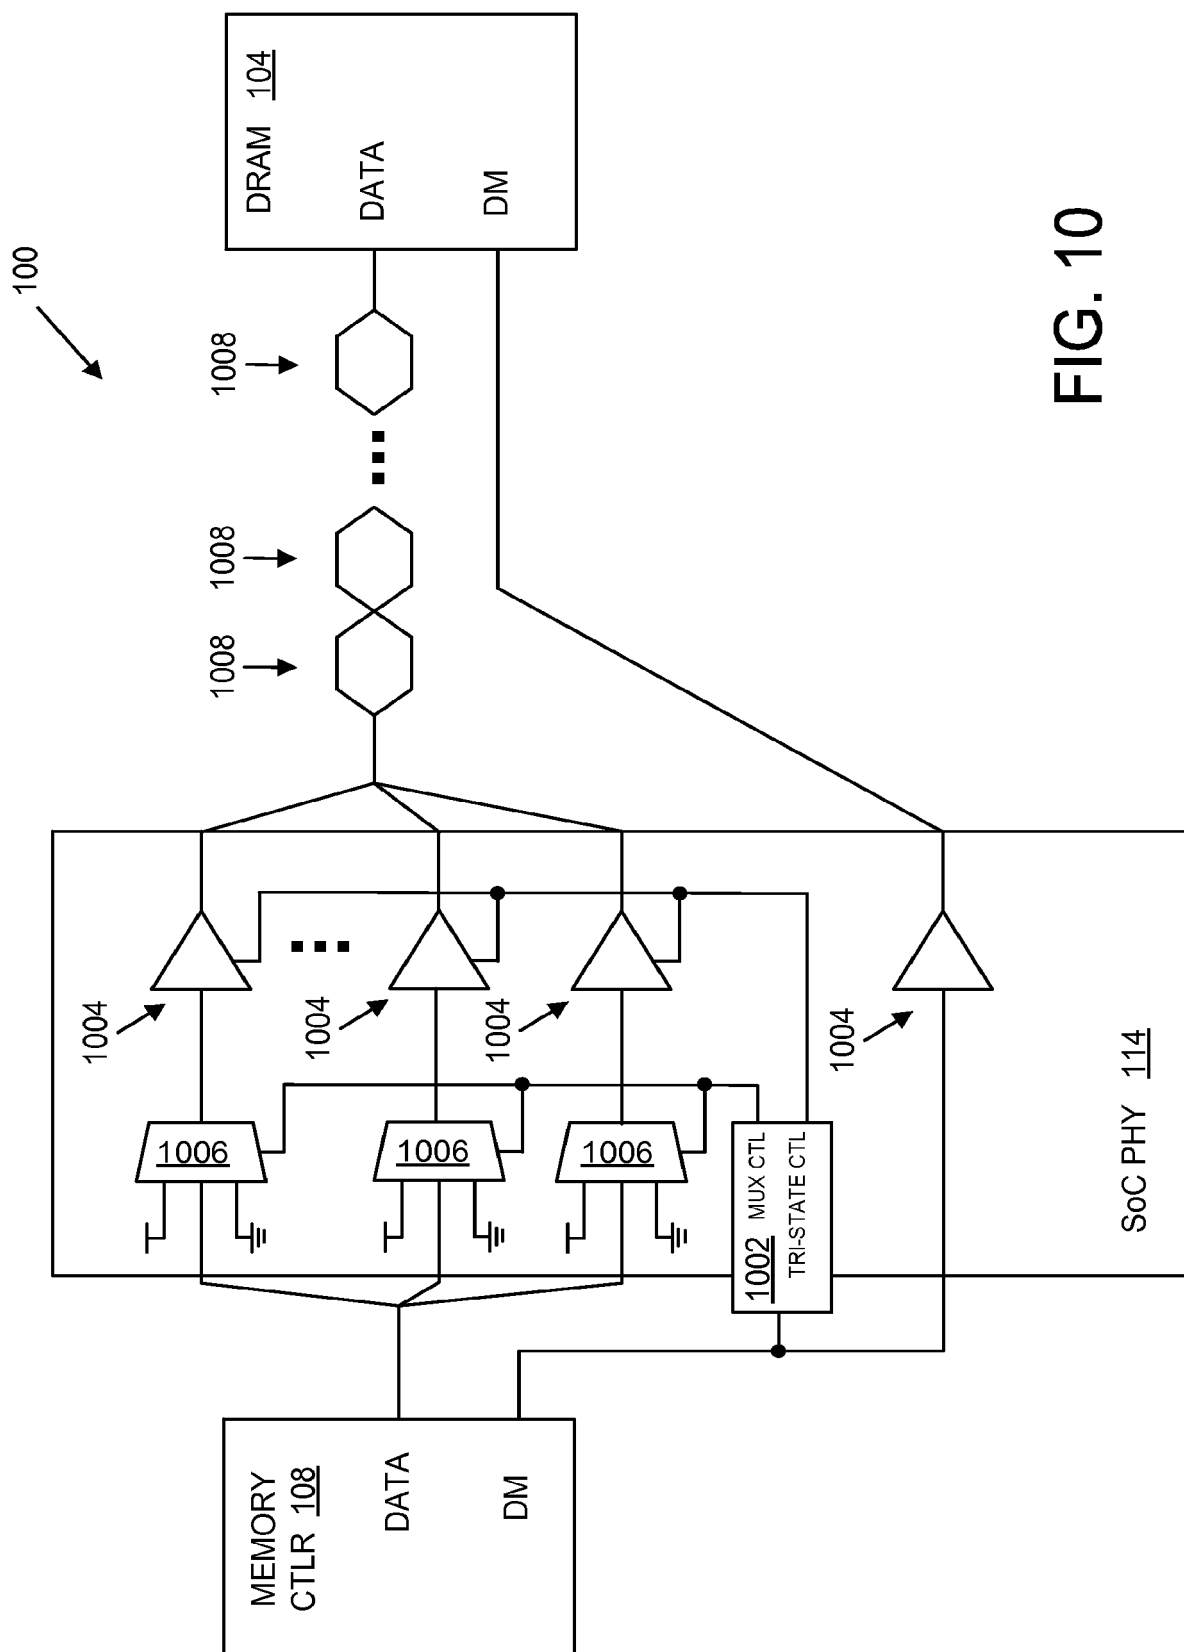 100
DRAM 104
DATA
DM
1008
1008
1008
1004
1004
1004
1004
1006
1006
1006
1002 MUX CTL
TRI-STATE CTL
SoC PHY 114
MEMORY
CTLR 108
DATA
DM
FIG. 10